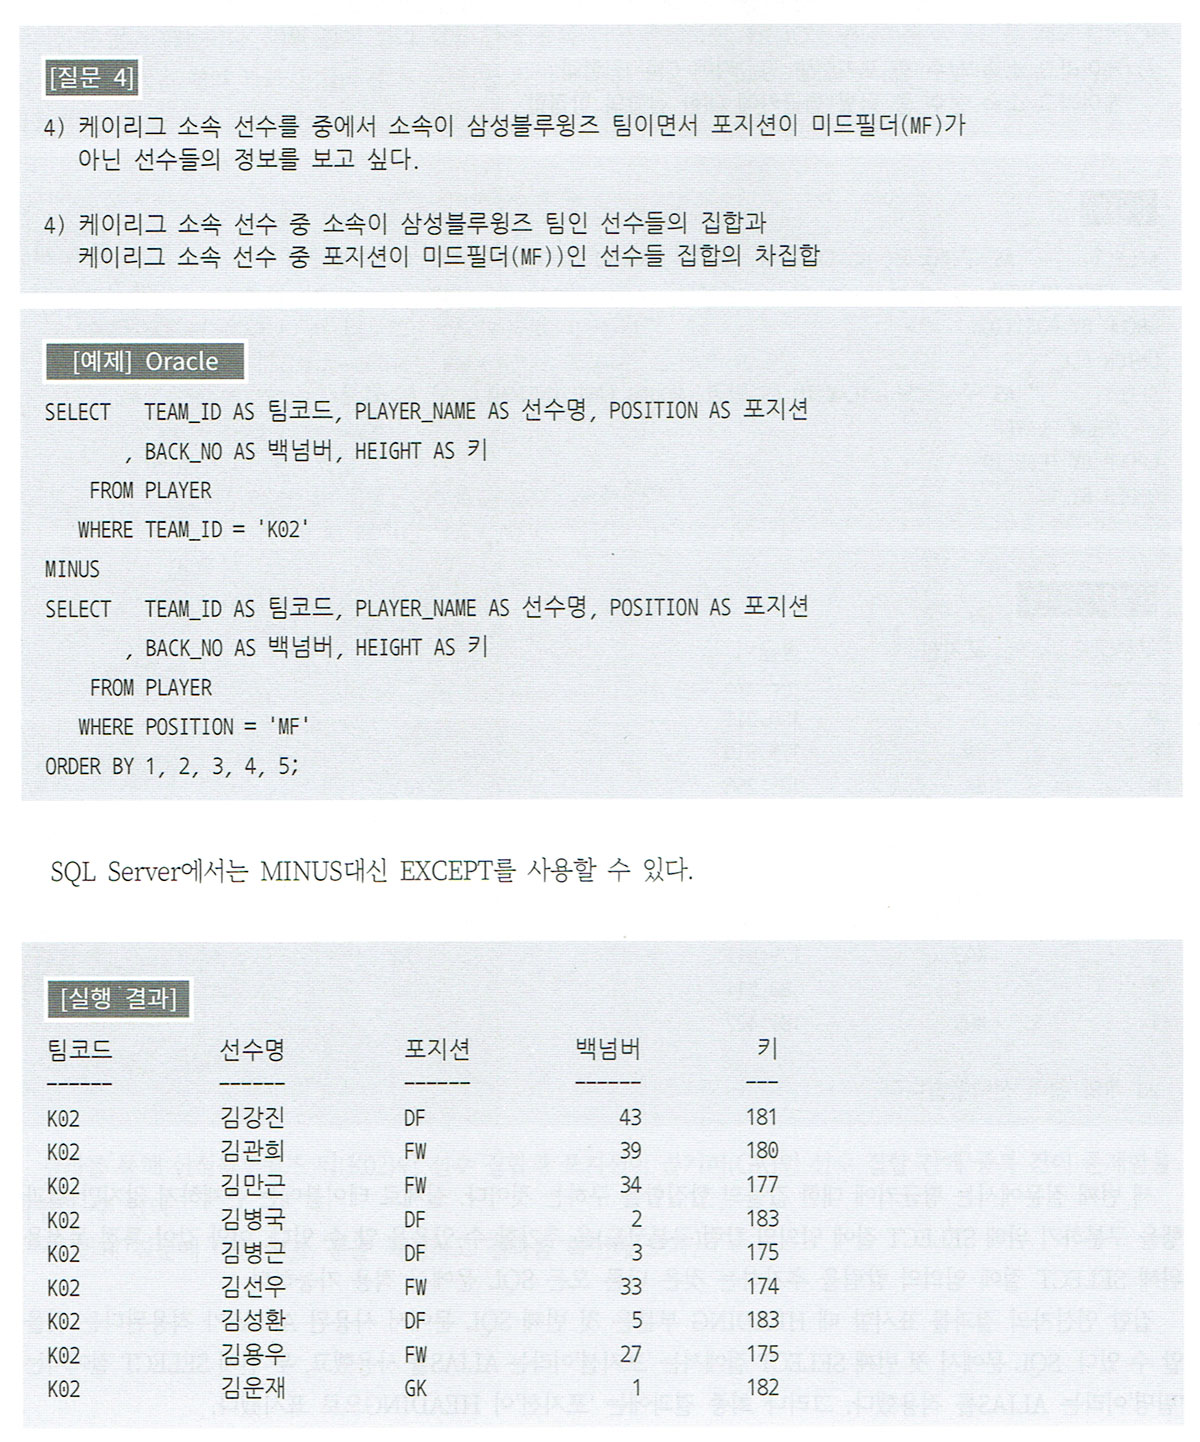 [질문 4]
4) 케이리그 소속 선수를 중에서 소속이 삼성블루윙즈 팀이면서 포지션이 미드필더(MF)가
아닌 선수들의 정보를 보고 싶다.
4) 케이리그 소속 선수 중 소속이 삼성블루윙즈 팀인 선수들의 집합과
케이리그 소속 선수 중 포지션이 미드필더(MF))인 선수들 집합의 차집합
[예제] Oracle
SELECT TEAM_ID AS 팀코드, PLAYER_NAME AS 선수명, POSITION AS 포지션
, BACK_NO AS 백넘버, HEIGHT AS 키
FROM PLAYER
WHERE TEAM_ID = 'K02'
MINUS
SELECT TEAM_ID AS 팀코드, PLAYER_NAME AS 선수명, POSITION AS 포지션
, BACK_NO AS 백넘버, HEIGHT AS 키
FROM PLAYER
WHERE POSITION = 'MF'
ORDER BY 1, 2, 3, 4, 5;
SQL Server에서는 MINUS대신 EXCEPT를 사용할 수 있다.
[실행 결과]
팀코드 선수명 포지션 백넘버 키
------ ------ ------ ------ ---
K02 김강진 DF 43 181
K02 김관희 FW 39 180
K02 김만근 FW 34 177
K02 김병국 DF 2 183
K02 김병근 DF 3 175
K02 김선우 FW 33 174
K02 김성환 DF 5 183
K02 김용우 FW 27 175
K02 김운재 GK 1 182